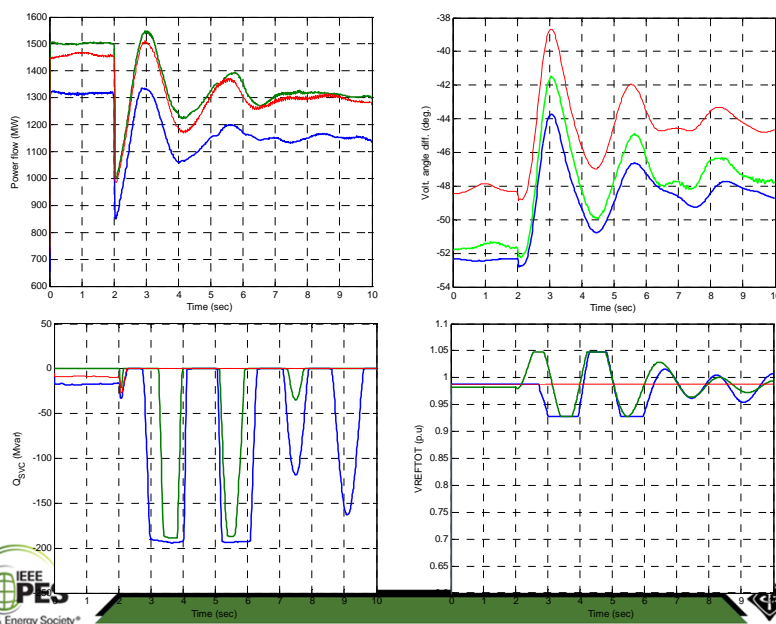 1600
1500
1400
1300
1200
1100
1000
900
800
700
600
Power flow (MW)
0 1 2 3 4 5 6 7 8 9 10
Time (sec)
-38
-40
-42
-44
-46
-48
-50
-52
-54
Volt. angle diff. (deg.)
0 1 2 3 4 5 6 7 8 9 10
Time (sec)
50
0
-50
-100
-150
-200
QSVC (Mvar)
1 2 3 4 5 6 7 8 9 10
Time (sec)
1.1
1.05
1
0.95
0.9
0.85
0.8
0.75
0.7
0.65
VREFTOT (p.u)
0 1 2 3 4 5 6 7 8 9
Time (sec)
IEEE
PES
Energy Society®